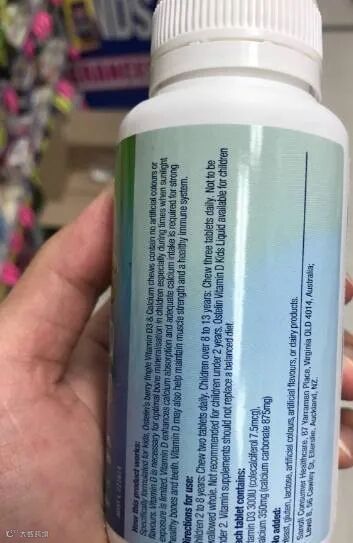 KIDS
How this product works:
Specifically formulated for kids, Ostelin's berry triple Vitamin D3 & Calcium chews contain no artificial colours or
flavours. Vitamin D is necessary for optimal bone mineralisation in children especially during times when sunlight
exposure is limited. Vitamin D enhances calcium absorption and adequate calcium intake is required for strong
healthy bones and teeth. Vitamin D may also help maintain muscle strength and a healthy immune system.
Directions for use:
Children 2 to 8 years: Chew two tablets daily. Children over 8 to 13 years: Chew three tablets daily. Not to be
swallowed whole. Not recommended for children under 2 years. Ostelin Vitamin D Kids Liquid available for children
under 2. Vitamin supplements should not replace a balanced diet
Each tablet contains:
Vitamin D3 300IU (colecalciferol 7.5mcg),
calcium 350mg (calcium carbonate 875mg)
No added:
yeast, gluten, lactose, artificial colours, artificial flavours, or dairy products.
Sanofi Consumer Healthcare, 87 Yarraman Place, Virginia QLD 4014, Australia;
Level 8, 56 Cawley St, Ellerslie, Auckland, NZ.